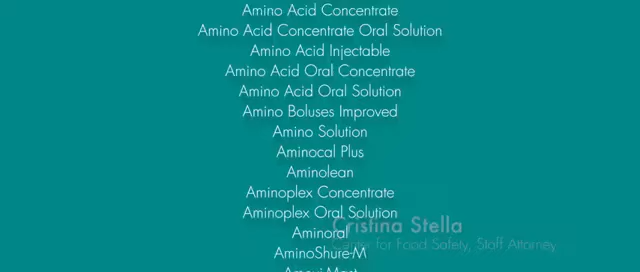 Amino Acid Concentrate
Amino Acid Concentrate Oral Solution
Amino Acid Injectable
Amino Acid Oral Concentrate
Amino Acid Oral Solution
Amino Boluses Improved
Amino Solution
Aminocal Plus
Aminolean
Aminoplex Concentrate
Aminoplex Oral Solution
Cristina Stella
Aminoral
Center for Food Safety, Staff Attorney
AminoShure-M